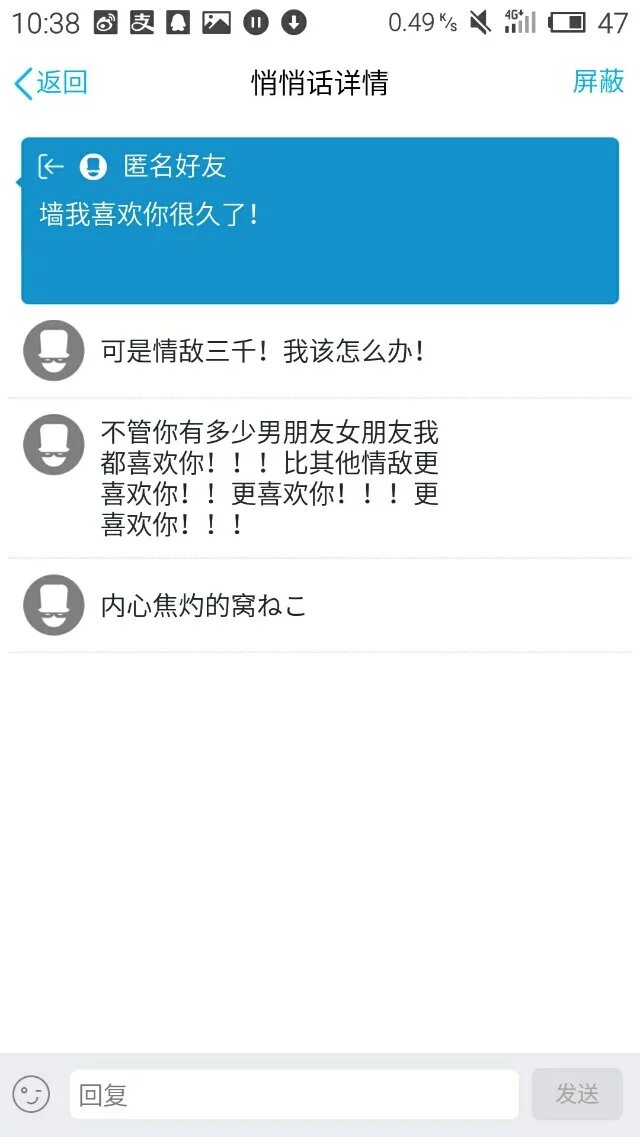 10:38 支 0.49 K/s 4G+ 47
返回 悄悄话详情 屏蔽
匿名好友
墙我喜欢你很久了！
可是情敌三千！我该怎么办！
不管你有多少男朋友女朋友我
都喜欢你！！！比其他情敌更
喜欢你！！更喜欢你！！！更
喜欢你！！！
内心焦灼的窝ねこ
回复 发送